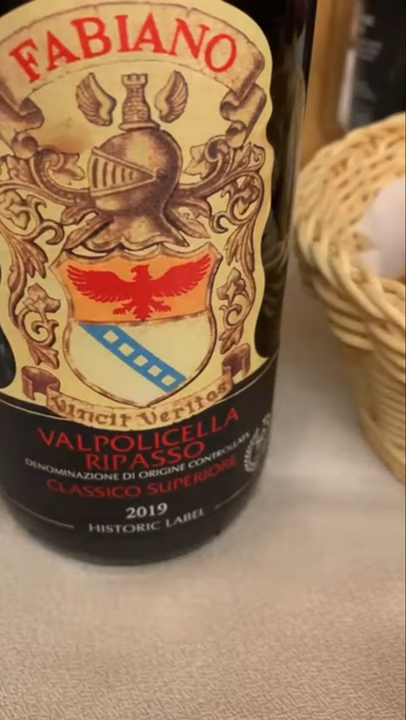 FABIANO
Vincit Veritas
VALPOLICELLA
RIPASSO
DENOMINAZIONE DI ORIGINE CONTROLLATA
CLASSICO SUPERIORE
2019
HISTORIC LABEL